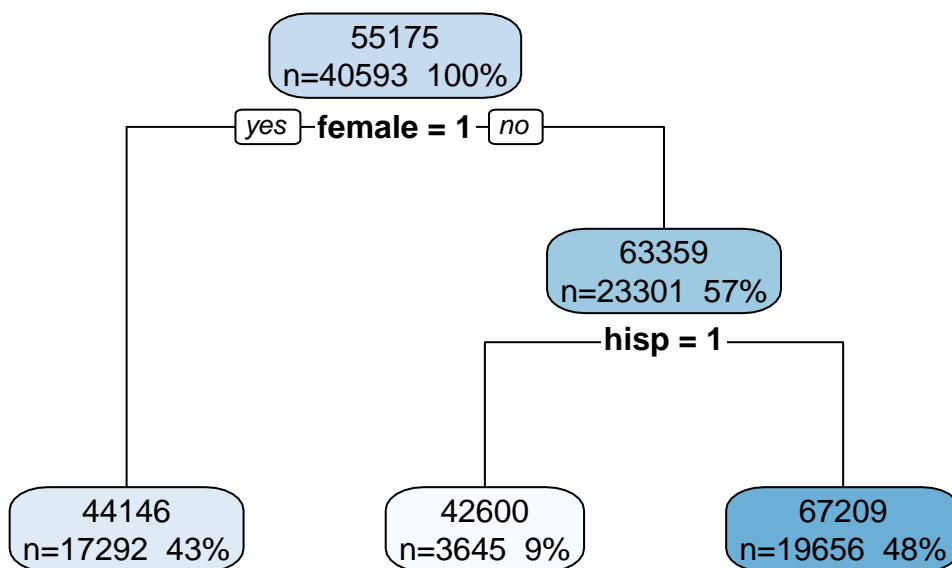 55175
n=40593 100%
yes female = 1 no
63359
n=23301 57%
hisp = 1
44146
n=17292 43%
42600
n=3645 9%
67209
n=19656 48%